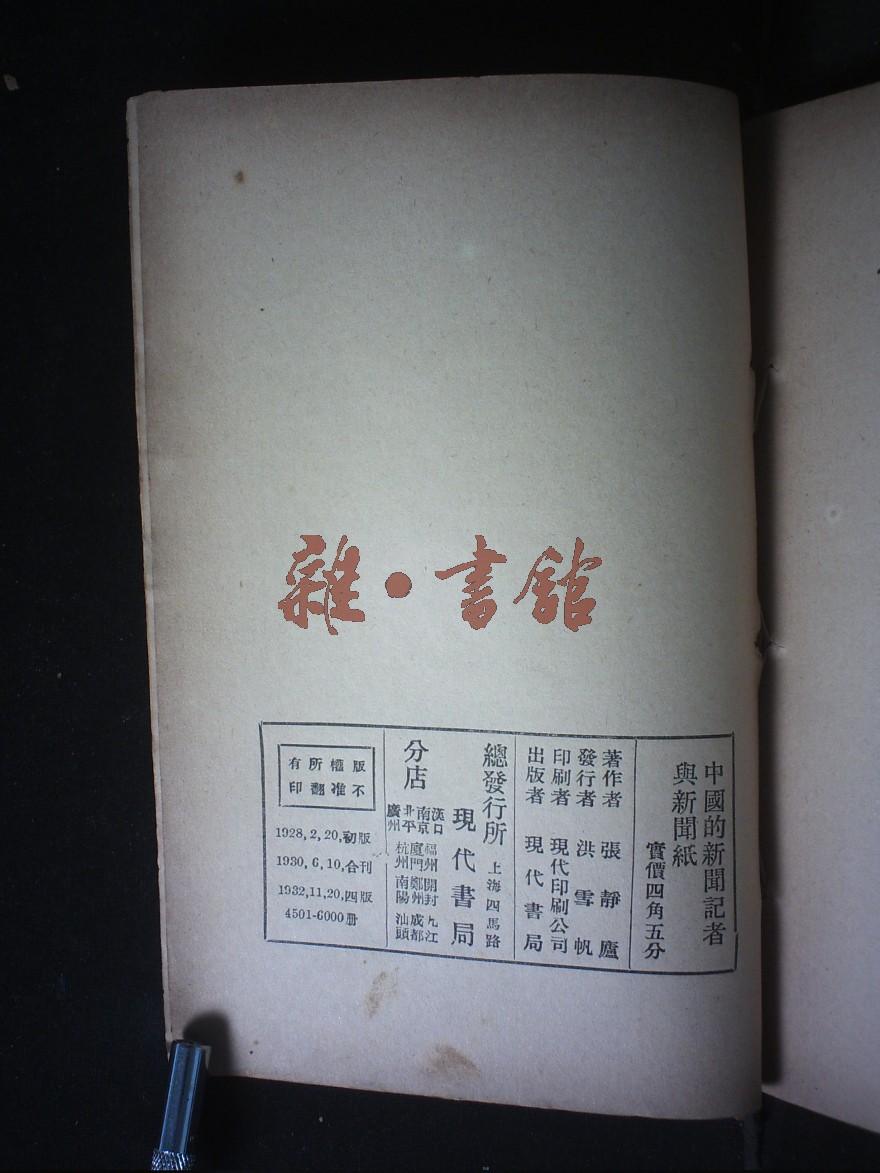 雜·書館
中國的新聞記者
與新聞紙
實價四角五分
著作者 張靜廬
發行者 洪雪帆
印刷者 現代印刷公司
出版者 現代書局
總發行所 上海四馬路
現代書局
分店
漢口 福州 開封 九江
南京 廈門 鄭州 成都
北平 杭州 南陽 汕頭
廣州
版權所有
不准翻印
1928,2,20,初版
1930,6,10,合刊
1932,11,20,四版
4501-6000册